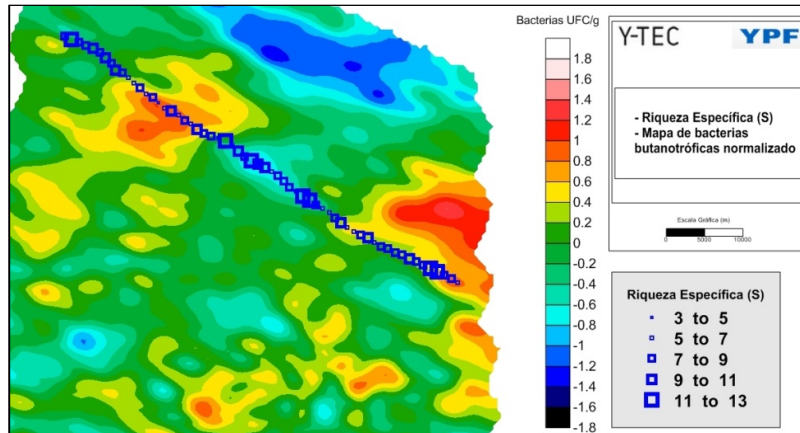 Bacterias UFC/g
1.8
1.6
1.4
1.2
1
0.8
0.6
0.4
0.2
0
-0.2
-0.4
-0.6
-0.8
-1
-1.2
-1.4
-1.6
-1.8
Y-TEC YPF
- Riqueza Específica (S)
- Mapa de bacterias
butanotróficas normalizado
Escala Gráfica (m)
0 5000 10000
Riqueza Específica (S)
3 to 5
5 to 7
7 to 9
9 to 11
11 to 13